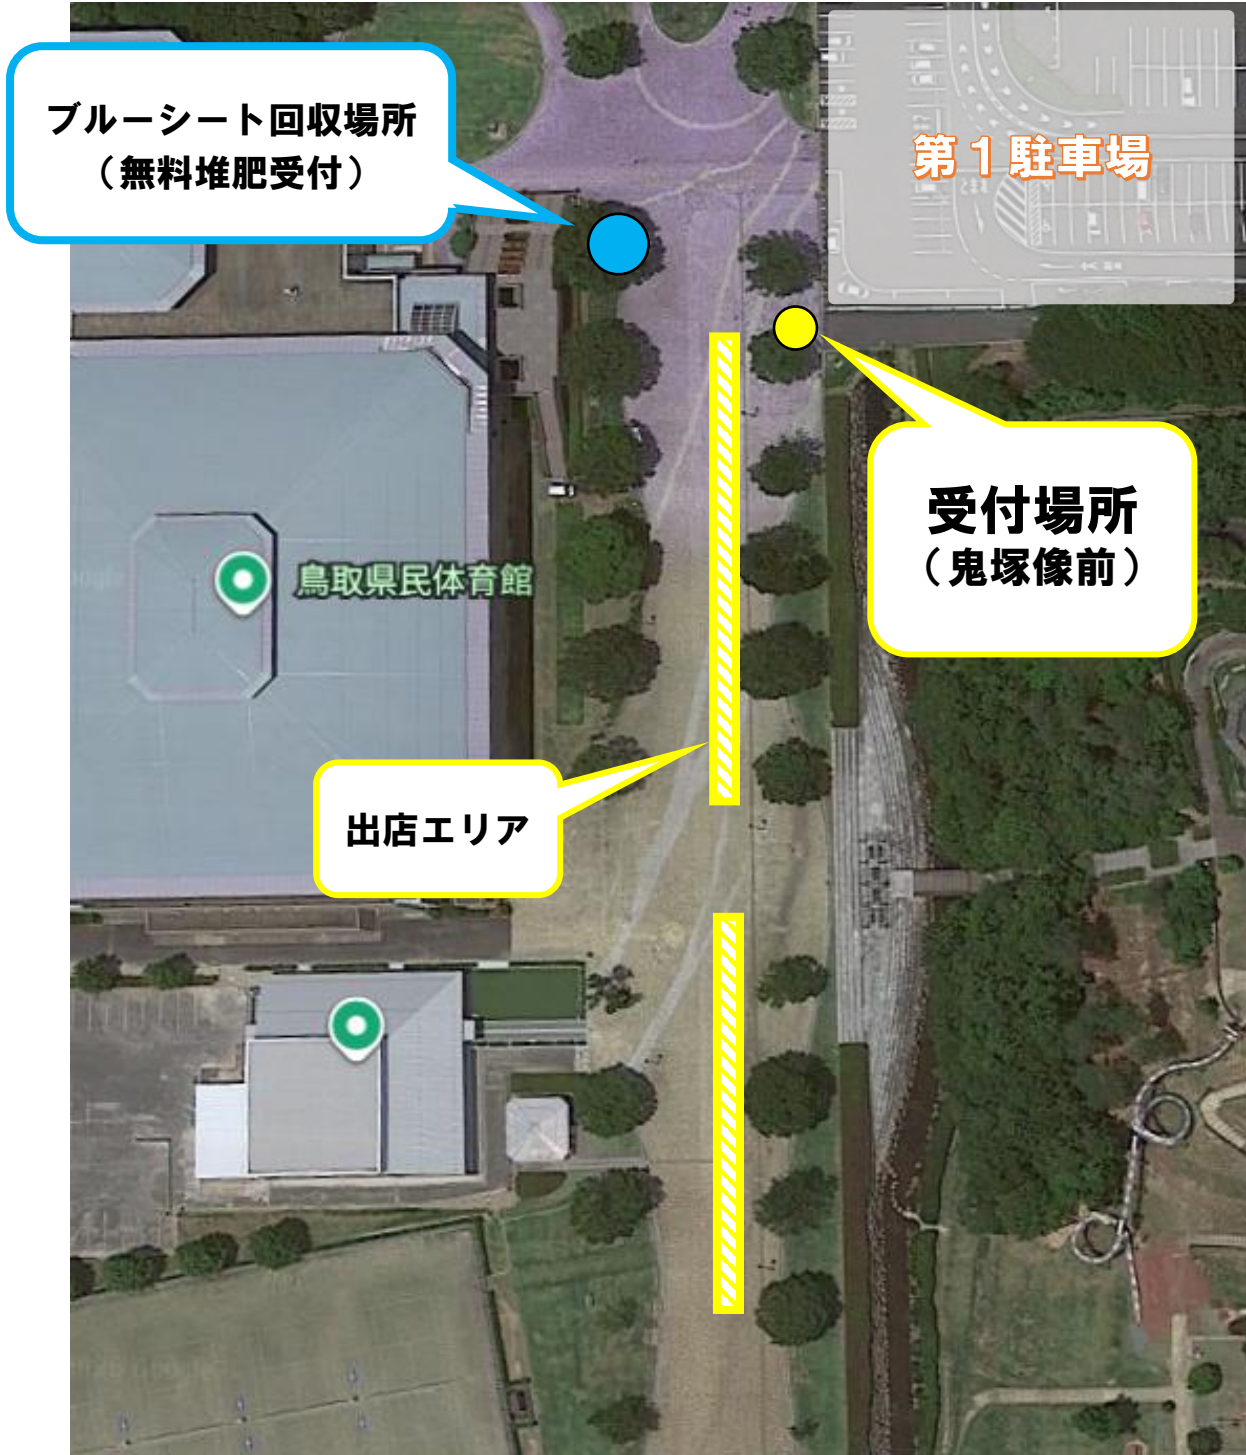 ブルーシート回収場所
（無料堆肥受付）
第１駐車場
受付場所
（鬼塚像前）
鳥取県民体育館
出店エリア